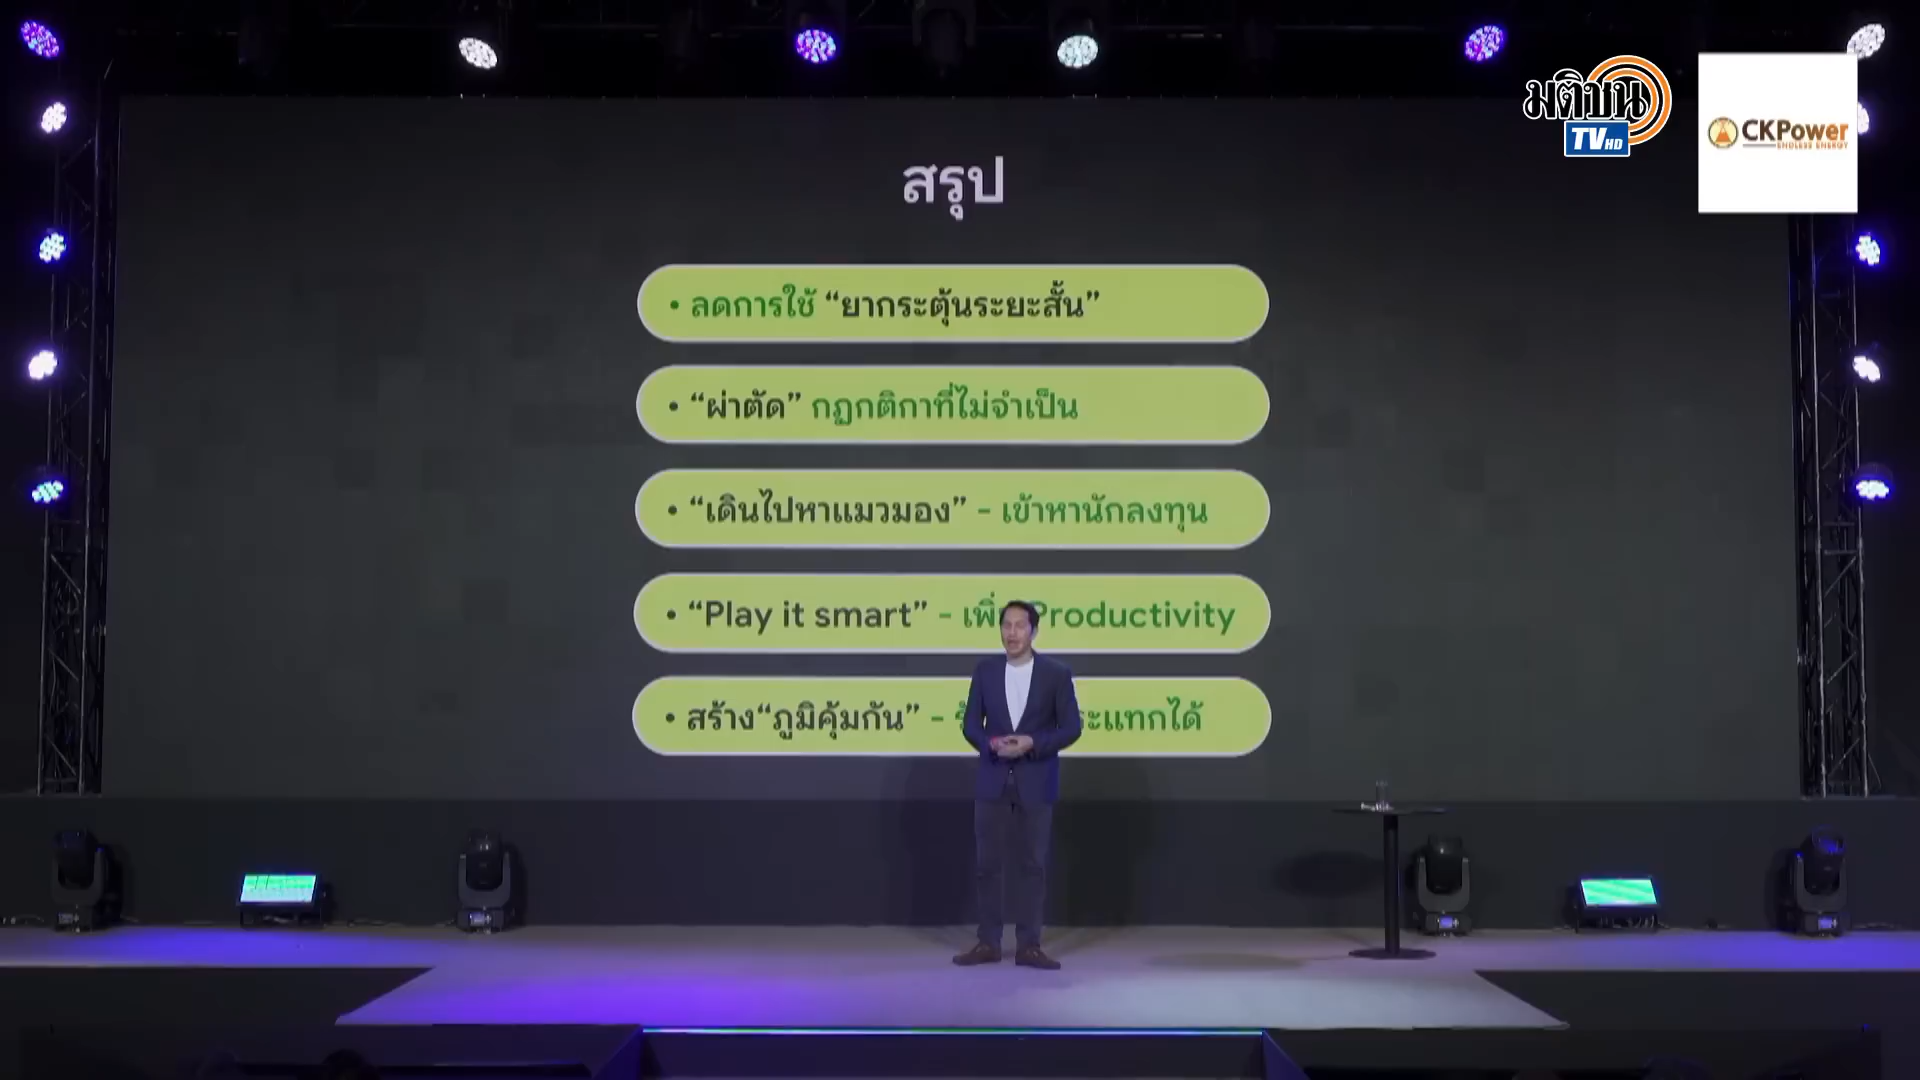 มติชน
TV HD
CKPower
ENDLESS ENERGY
สรุป
• ลดการใช้ “ยากระตุ้นระยะสั้น”
• “ผ่าตัด” กฎกติกาที่ไม่จำเป็น
• “เดินไปหาแมวมอง” - เข้าหานักลงทุน
• “Play it smart” - Productivity
• สร้าง“ภูมิคุ้มกัน” -